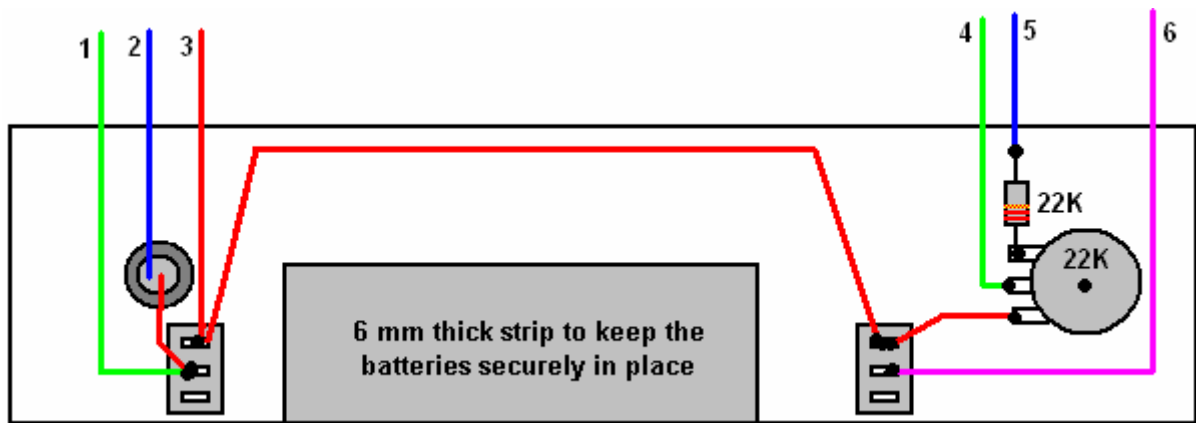 1
2
3
4
5
6
22K
22K
6 mm thick strip to keep the
batteries securely in place